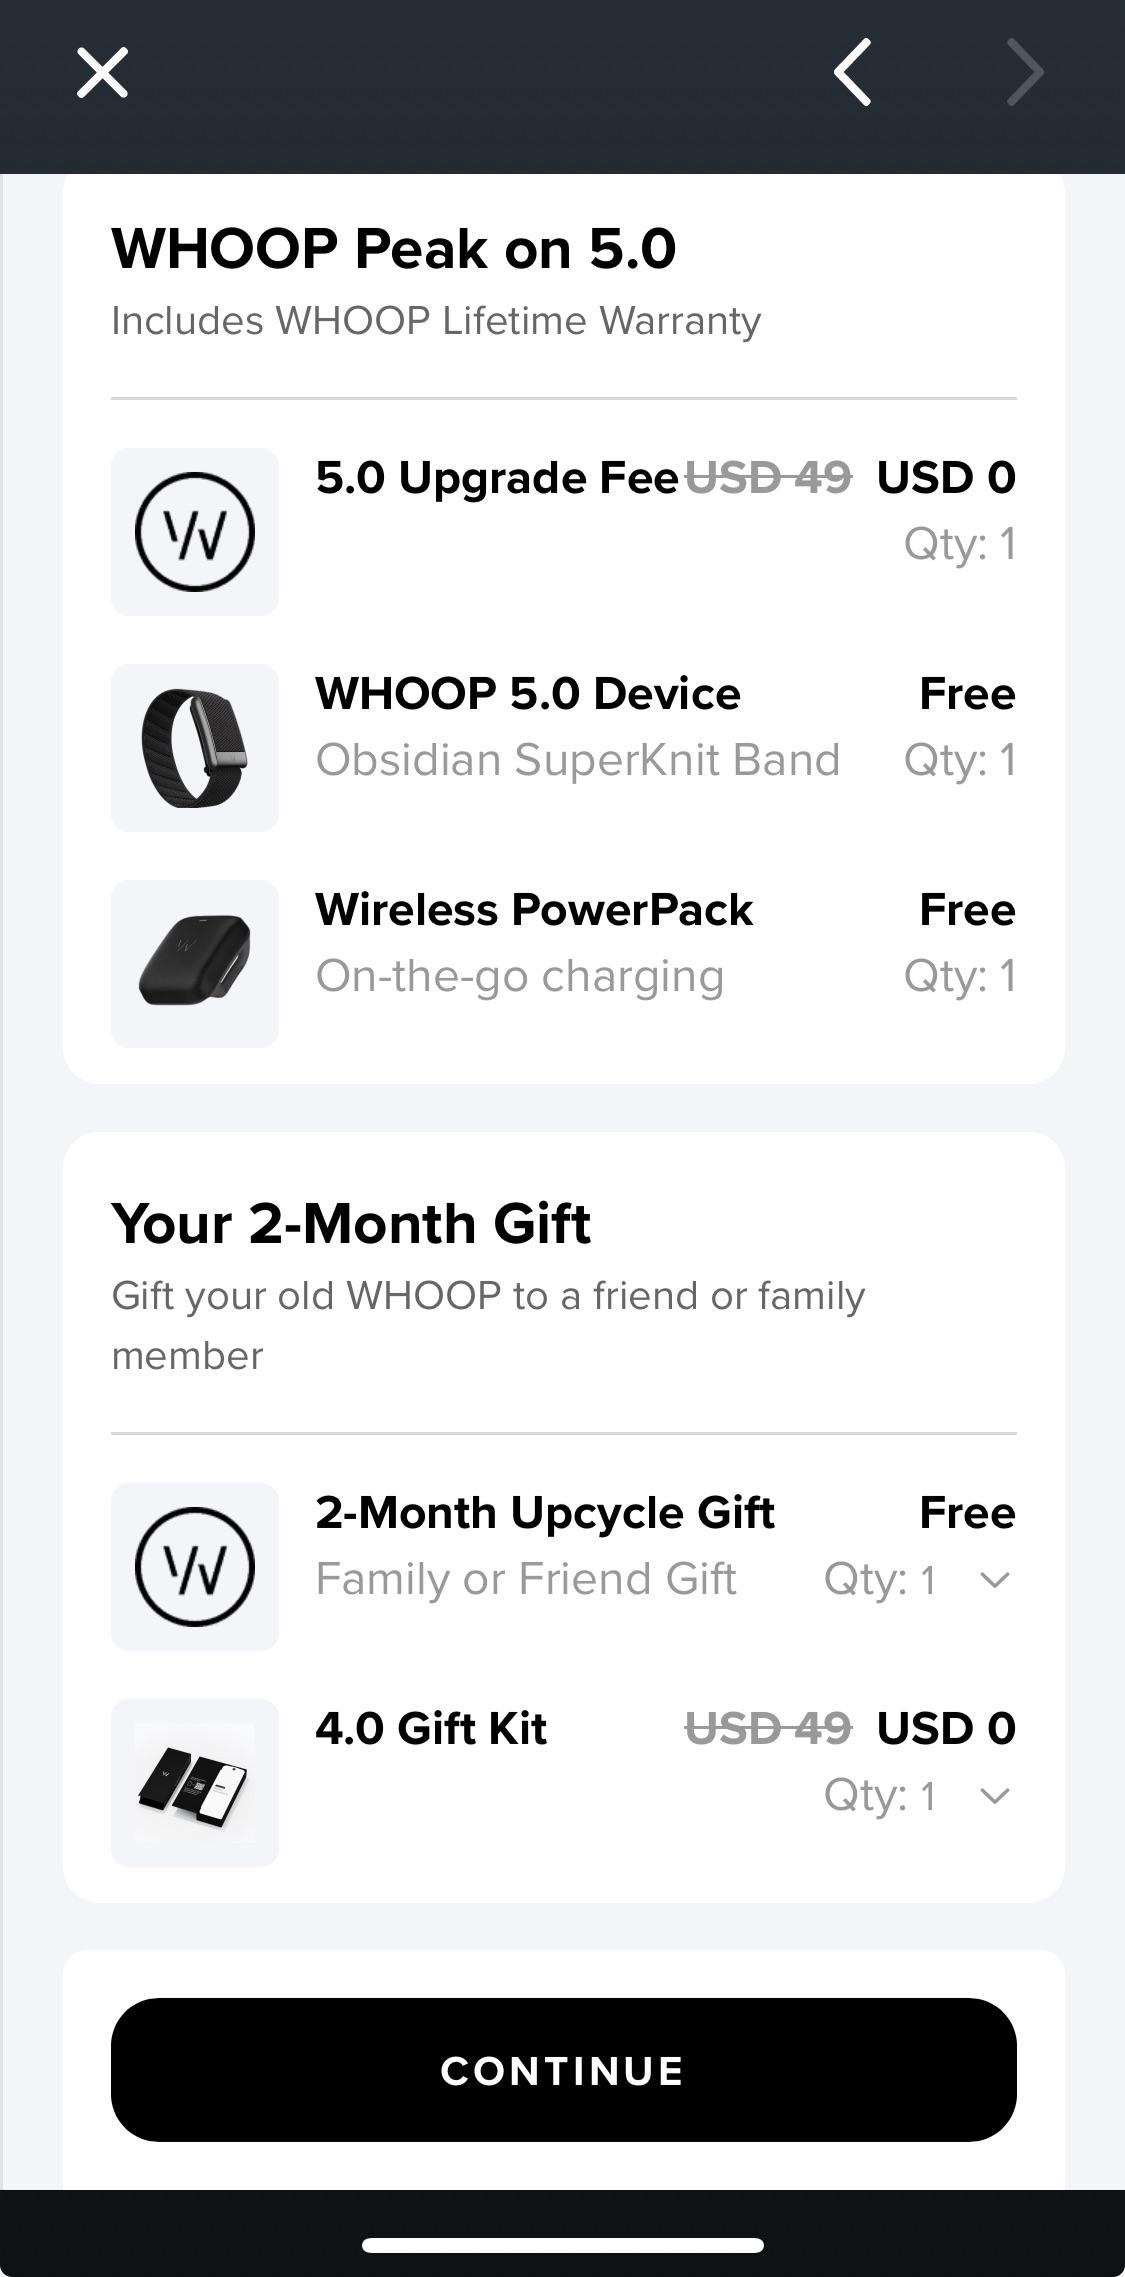 WHOOP Peak on 5.0
Includes WHOOP Lifetime Warranty
5.0 Upgrade Fee USD 49 USD 0
Qty: 1
WHOOP 5.0 Device Free
Obsidian SuperKnit Band Qty: 1
Wireless PowerPack Free
On-the-go charging Qty: 1
Your 2-Month Gift
Gift your old WHOOP to a friend or family
member
2-Month Upcycle Gift Free
Family or Friend Gift Qty: 1
4.0 Gift Kit USD 49 USD 0
Qty: 1
CONTINUE